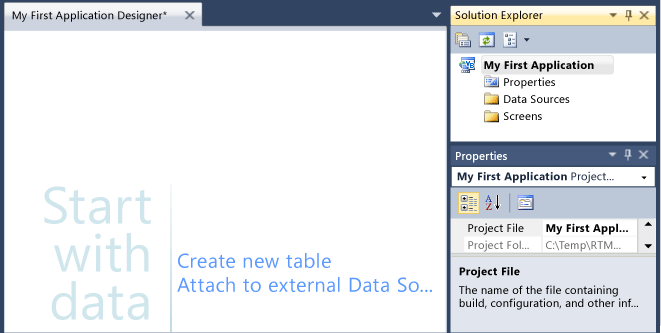 My First Application Designer*
Start
with
data
Create new table
Attach to external Data So...
Solution Explorer
My First Application
Properties
Data Sources
Screens
Properties
My First Application Project...
Project File My First Appl...
Project Fol... C:\Temp\RTM...
Project File
The name of the file containing
build, configuration, and other inf...